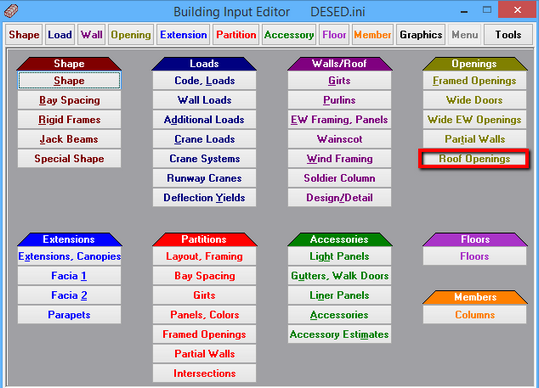 Building Input Editor DESED.ini
Shape Load Wall Opening Extension Partition Accessory Floor Member Graphics Menu Tools
Shape
Shape
Bay Spacing
Rigid Frames
Jack Beams
Special Shape
Loads
Code, Loads
Wall Loads
Additional Loads
Crane Loads
Crane Systems
Runway Cranes
Deflection Yields
Walls/Roof
Girts
Purlins
EW Framing, Panels
Wainscot
Wind Framing
Soldier Column
Design/Detail
Openings
Framed Openings
Wide Doors
Wide EW Openings
Partial Walls
Roof Openings
Extensions
Extensions, Canopies
Facia 1
Facia 2
Parapets
Partitions
Layout, Framing
Bay Spacing
Girts
Panels, Colors
Framed Openings
Partial Walls
Intersections
Accessories
Light Panels
Gutters, Walk Doors
Liner Panels
Accessories
Accessory Estimates
Floors
Floors
Members
Columns